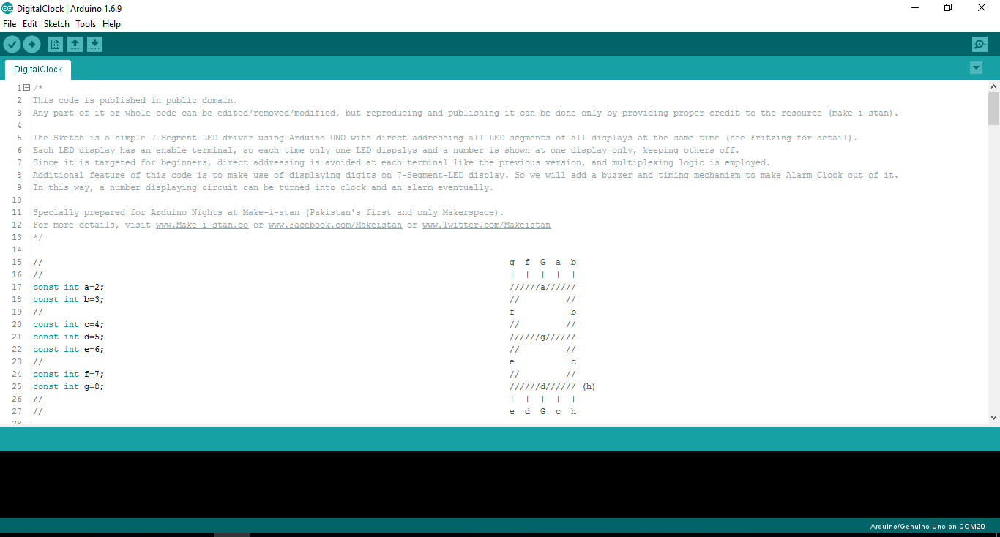 DigitalClock | Arduino 1.6.9
File Edit Sketch Tools Help
DigitalClock
1 /*
2 This code is published in public domain.
3 Any part of it or whole code can be edited/removed/modified, but reproducing and publishing it can be done only by providing proper credit to the resource (make-i-stan).
4
5 The Sketch is a simple 7-Segment-LED driver using Arduino UNO with direct addressing all LED segments of all displays at the same time (see Fritzing for detail).
6 Each LED display has an enable terminal, so each time only one LED dispalys and a number is shown at one display only, keeping others off.
7 Since it is targeted for beginners, direct addressing is avoided at each terminal like the previous version, and multiplexing logic is employed.
8 Additional feature of this code is to make use of displaying digits on 7-Segment-LED display. So we will add a buzzer and timing mechanism to make Alarm Clock out of it.
9 In this way, a number displaying circuit can be turned into clock and an alarm eventually.
10
11 Specially prepared for Arduino Nights at Make-i-stan (Pakistan's first and only Makerspace).
12 For more details, visit www.Make-i-stan.co or www.Facebook.com/Makeistan or www.Twitter.com/Makeistan
13 */
14
15 // g f G a b
16 // | | | | |
17 const int a=2; //////a//////
18 const int b=3; // //
19 // f b
20 const int c=4; // //
21 const int d=5; //////g//////
22 const int e=6; // //
23 // e c
24 const int f=7; // //
25 const int g=8; //////d////// (h)
26 // | | | | |
27 // e d G c h
28
Arduino/Genuino Uno on COM20